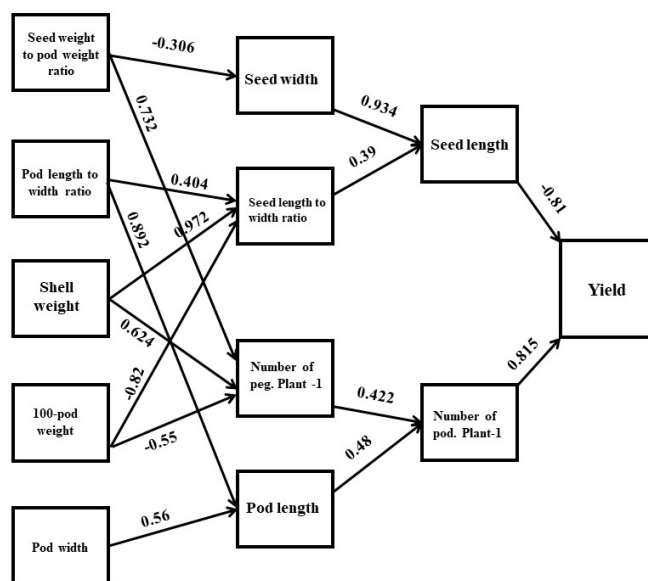 Seed weight
to pod weight
ratio
-0.306
Seed width
0.732
0.934
Seed length
Pod length to
width ratio
0.404
Seed length to
width ratio
0.39
0.892
0.972
-0.81
Shell
weight
0.624
Yield
-0.82
Number of
peg. Plant -1
0.815
100-pod
weight
-0.55
0.422
Number of
pod. Plant-1
0.48
Pod length
0.56
Pod width